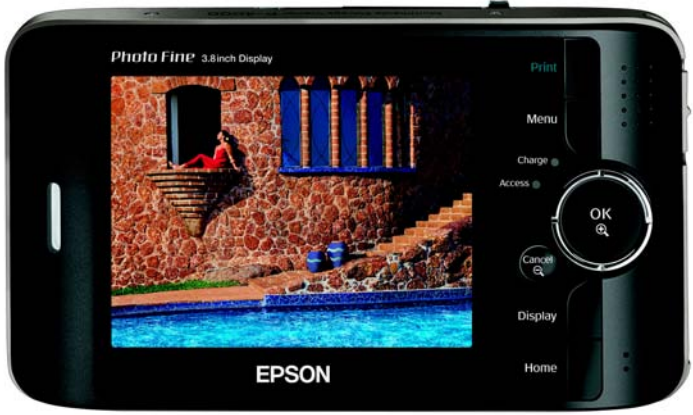 Photo Fine 3.8inch Display
Print
Menu
Charge
Access
OK
Cancel
Display
Home
EPSON